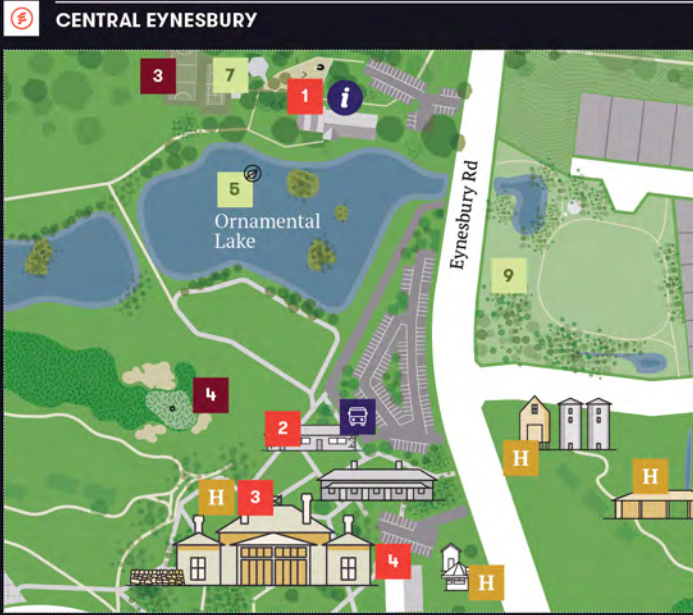 CENTRAL EYNESBURY
3
7
1
i
5
Ornamental
Lake
Eynesbury Rd
9
4
2
H
H
H
3
4
H